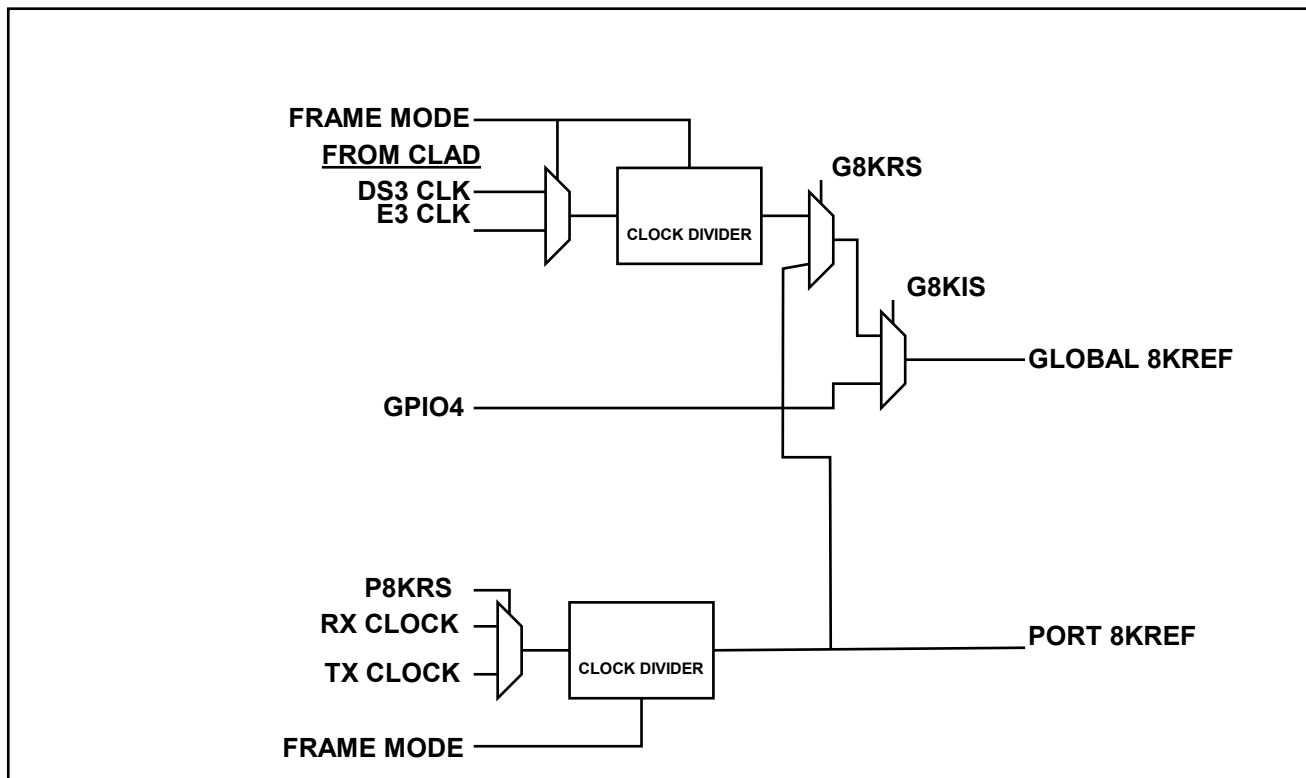 FRAME MODE
FROM CLAD
DS3 CLK
E3 CLK
CLOCK DIVIDER
G8KRS
G8KIS
GLOBAL 8KREF
GPIO4
P8KRS
RX CLOCK
TX CLOCK
CLOCK DIVIDER
PORT 8KREF
FRAME MODE